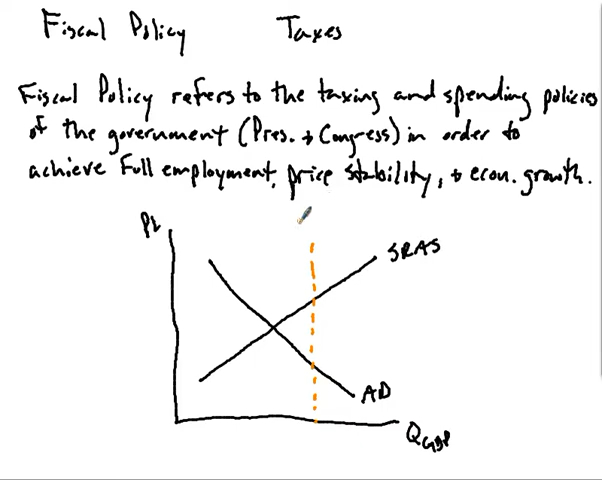 Fiscal Policy Taxes
Fiscal Policy refers to the taxing and spending policies
of the government (Pres. + Congress) in order to
achieve full employment, price stability, + econ. growth.
PL
SRAS
AD
QGDP